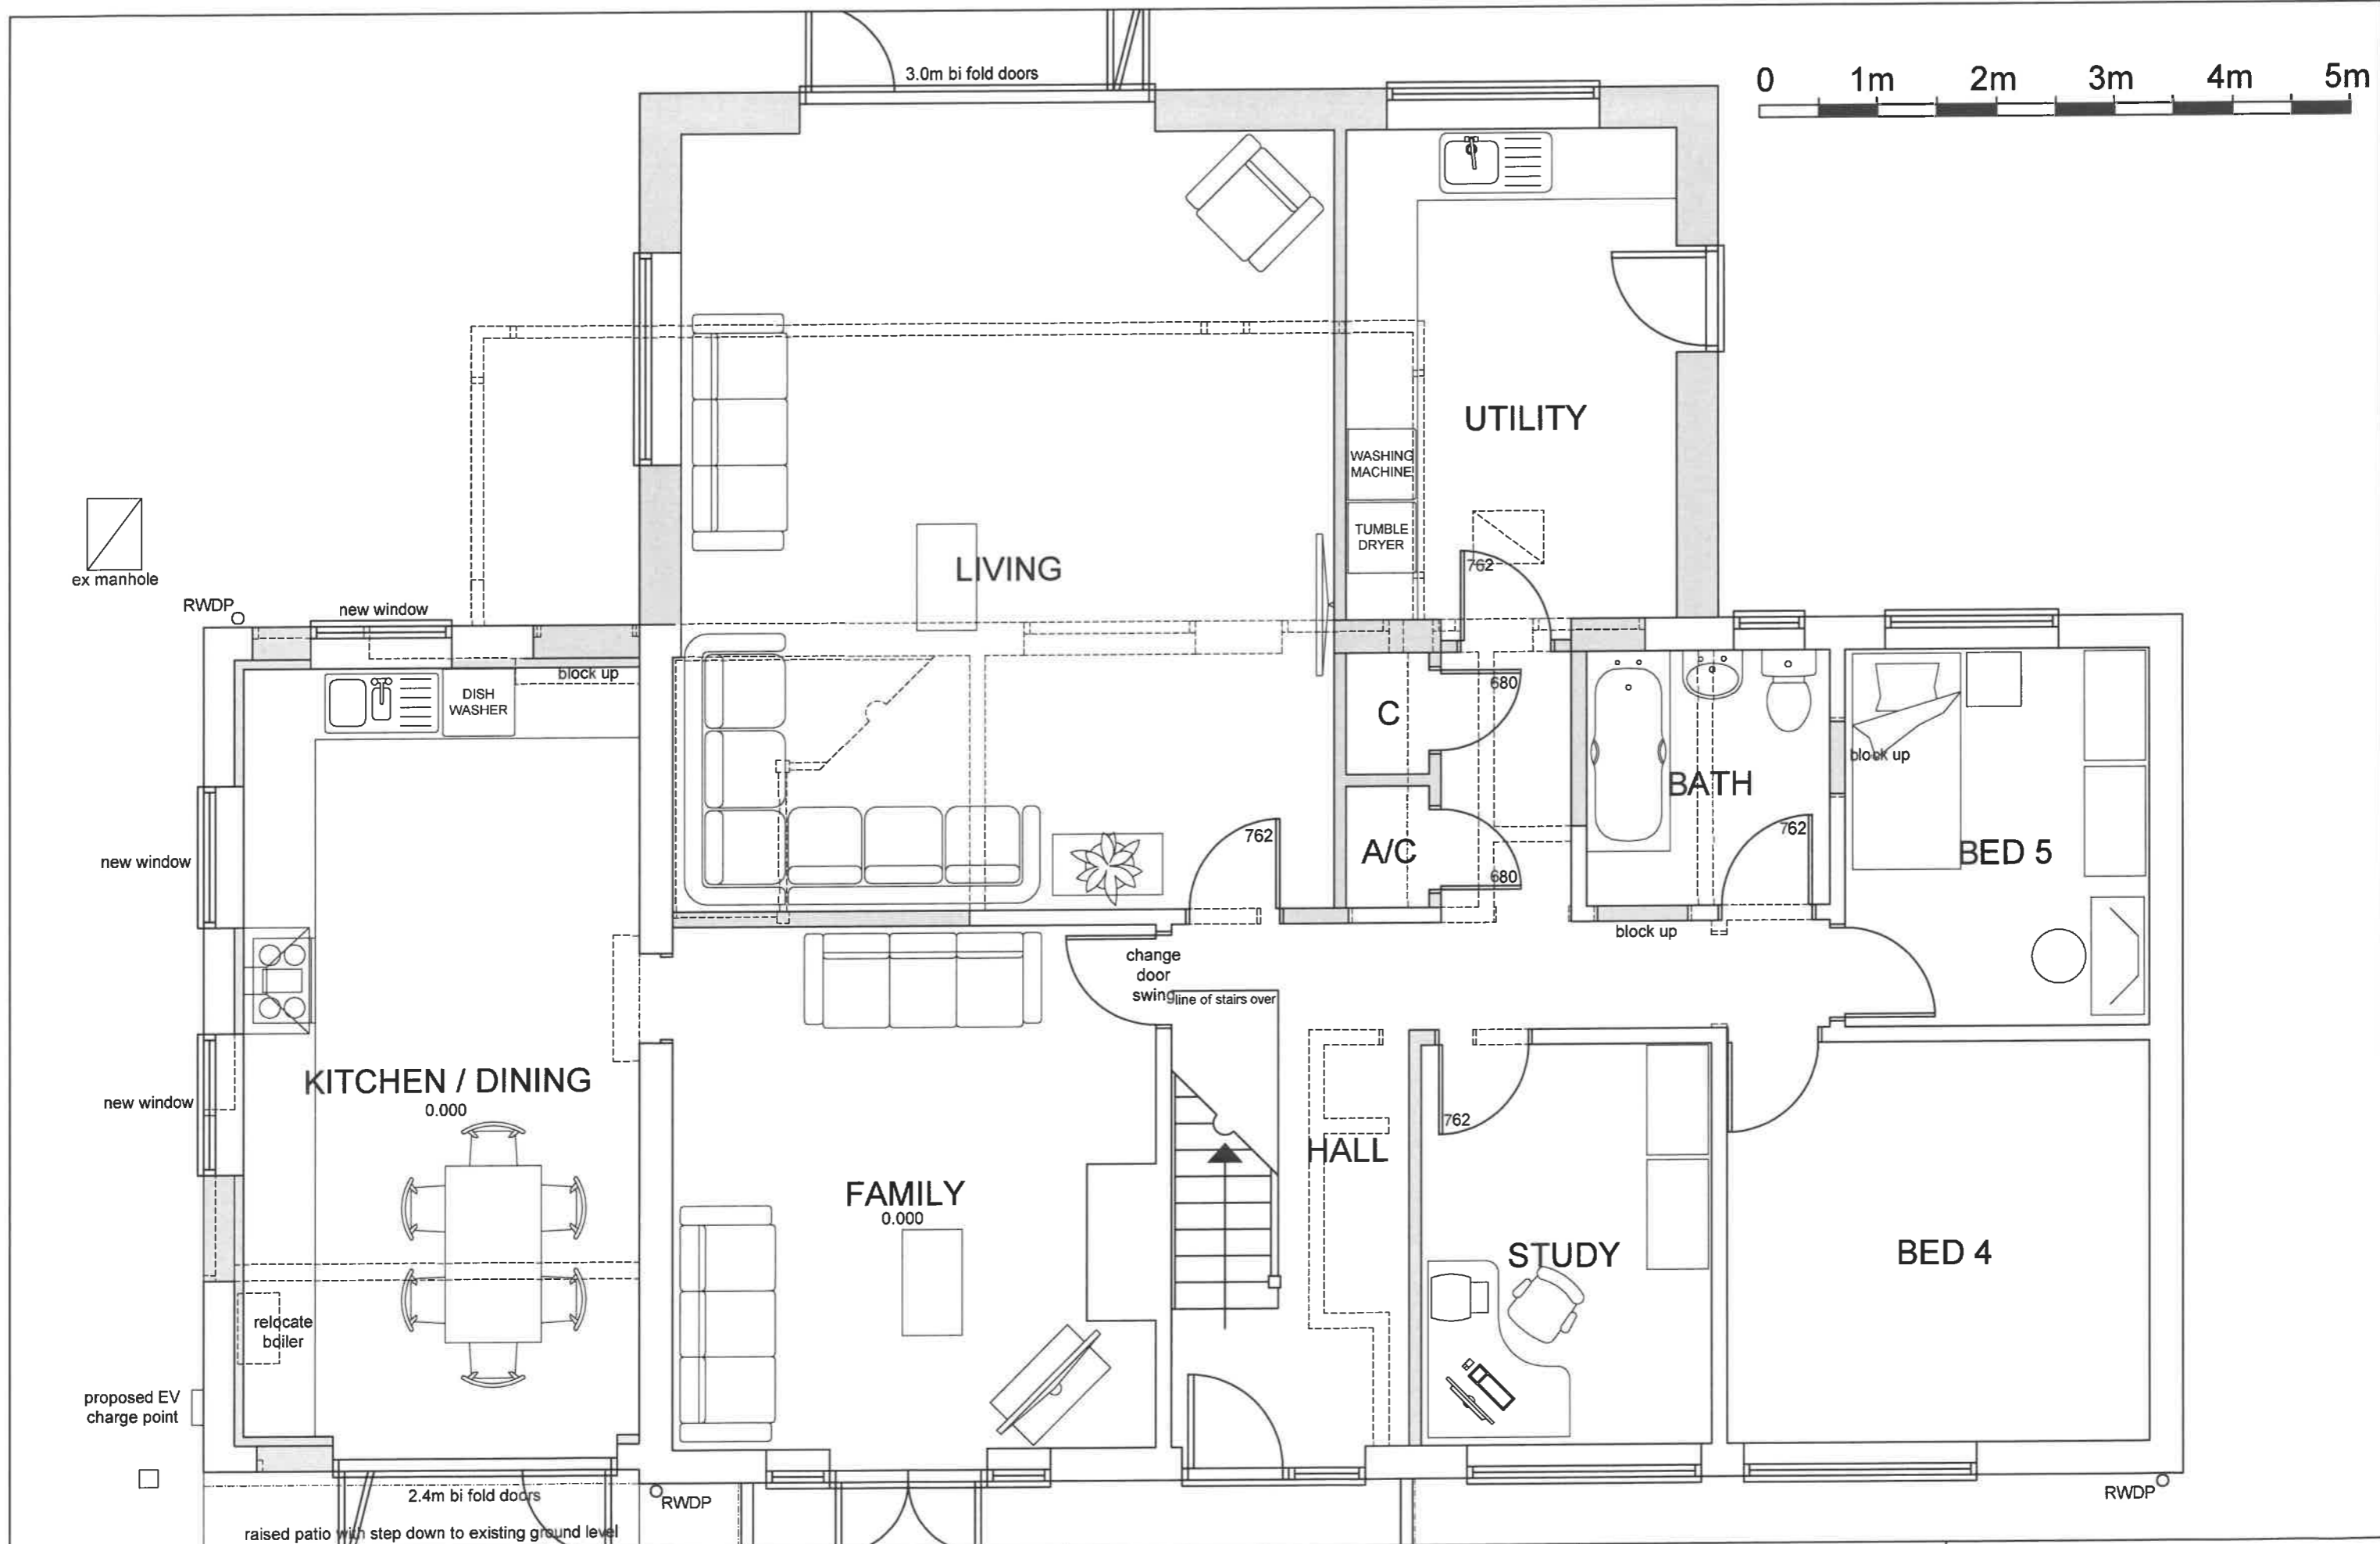 3.0m bi fold doors
0 1m 2m 3m 4m 5m
UTILITY
WASHING
MACHINE
TUMBLE
DRYER
762
LIVING
ex manhole
RWDP
new window
block up
DISH
WASHER
680
C
block up
BATH
new window
762
A/C
762
BED 5
680
block up
change
door
swing
line of stairs over
KITCHEN / DINING
0.000
new window
762
HALL
FAMILY
0.000
STUDY
BED 4
relocate
boiler
proposed EV
charge point
2.4m bi fold doors
RWDP
RWDP
raised patio with step down to existing ground level